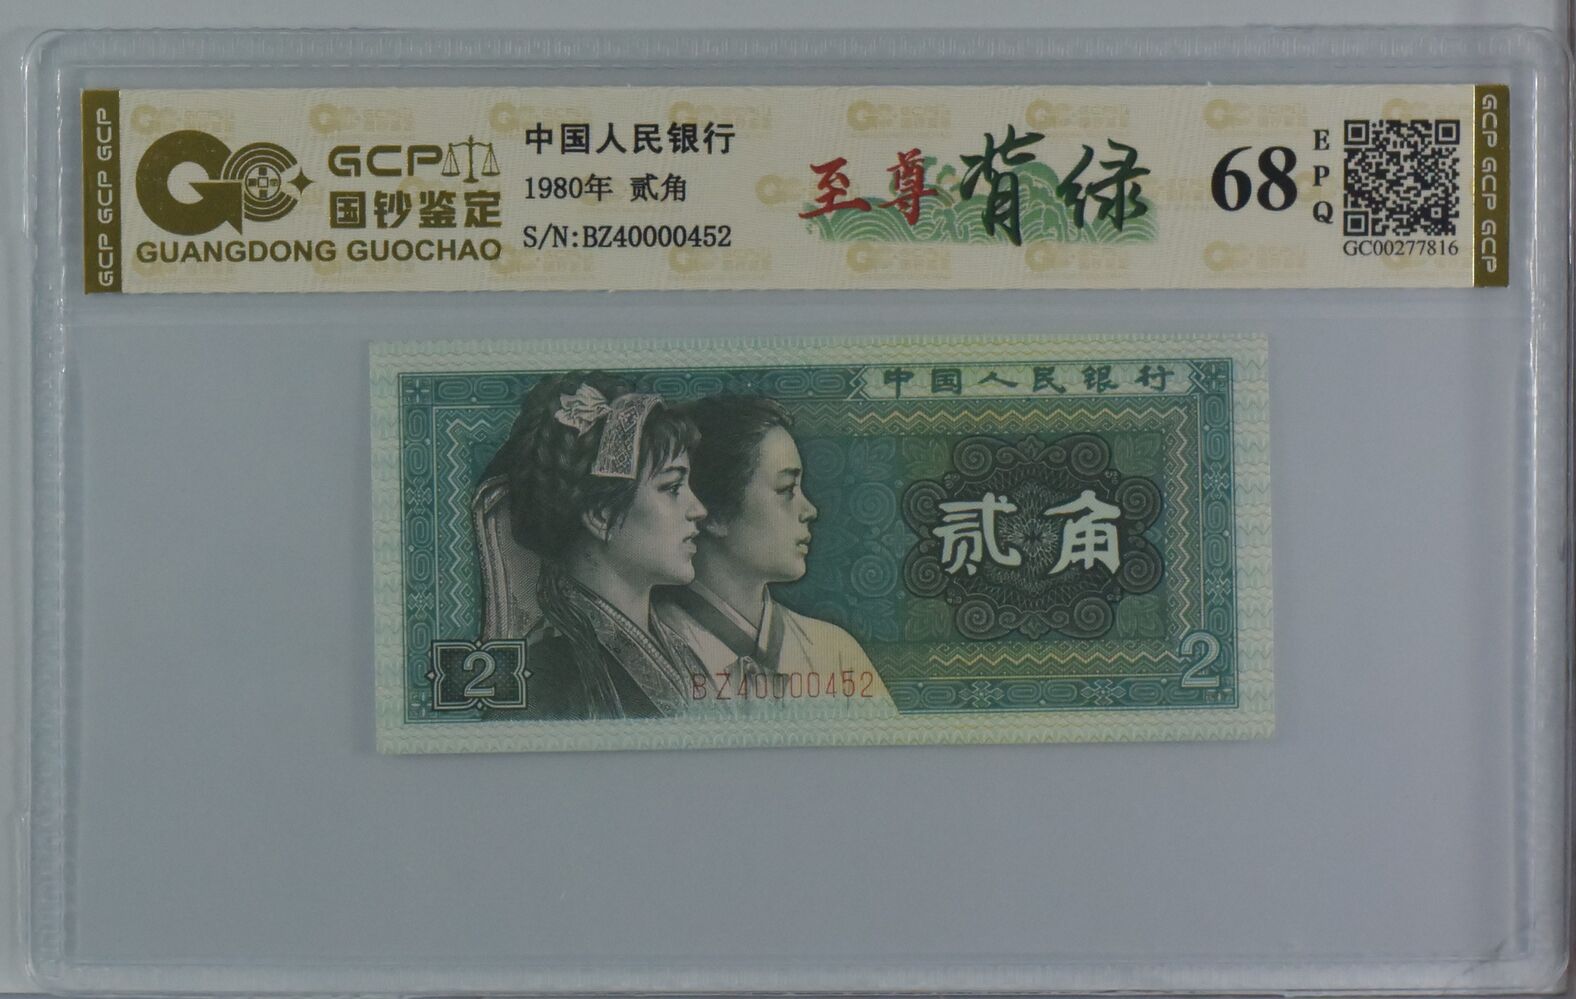 GCP GCP GCP
GCP
国钞鉴定
GUANGDONG GUOCHAO
中国人民银行
1980年 贰角
S/N:BZ40000452
至尊背绿
68
EPQ
GC00277816
GCP GCP GCP
中国人民银行
贰角
2
BZ40000452
2